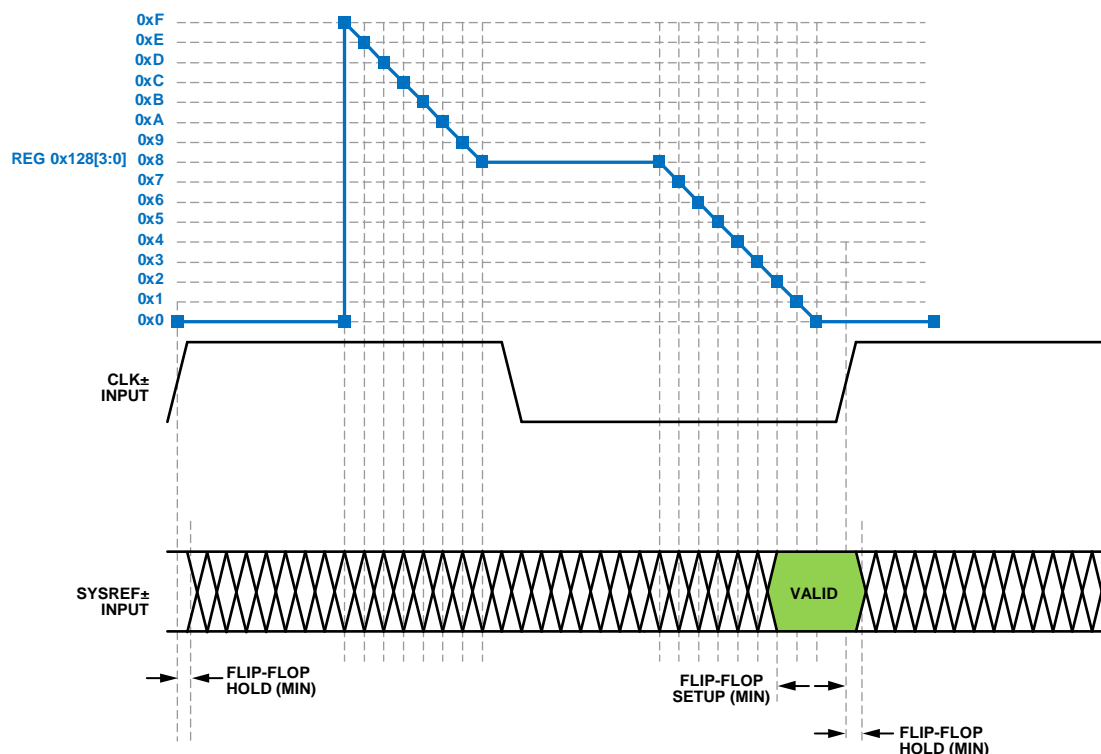 0xF
0xE
0xD
0xC
0xB
0xA
0x9
REG 0x128[3:0]
0x8
0x7
0x6
0x5
0x4
0x3
0x2
0x1
0x0
CLK±
INPUT
SYSREF±
INPUT
VALID
FLIP-FLOP
HOLD (MIN)
FLIP-FLOP
SETUP (MIN)
FLIP-FLOP
HOLD (MIN)